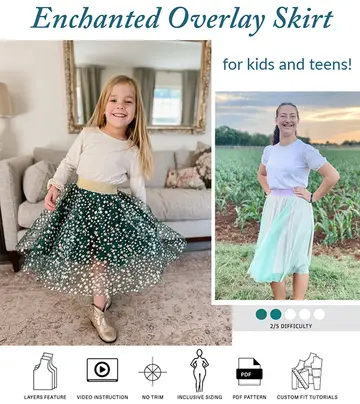 Enchanted Overlay Skirt
for kids and teens!
2/5 DIFFICULTY
LAYERS FEATURE
VIDEO INSTRUCTION
NO TRIM
INCLUSIVE SIZING
PDF
PDF PATTERN
CUSTOM FIT TUTORIALS